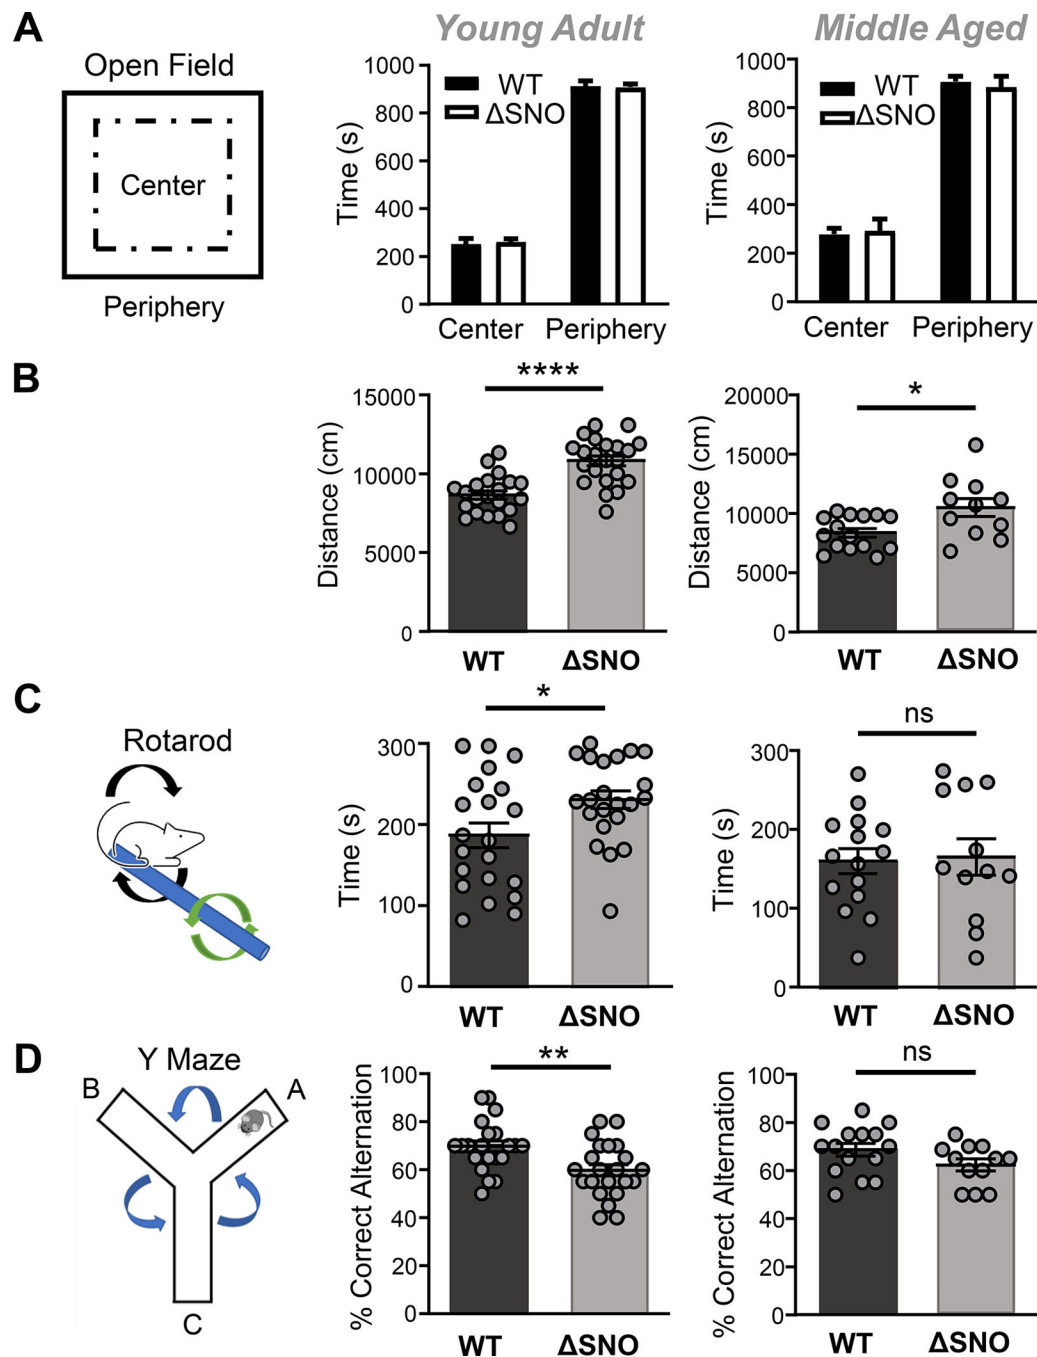 A
Young Adult
Middle Aged
Open Field
Center
Periphery
Time (s)
1000
800
600
400
200
0
WT
ΔSNO
Center
Periphery
Time (s)
1000
800
600
400
200
0
WT
ΔSNO
Center
Periphery
B
Distance (cm)
15000
10000
5000
0
****
WT
ΔSNO
Distance (cm)
20000
15000
10000
5000
0
*
WT
ΔSNO
C
Rotarod
Time (s)
300
200
100
0
*
WT
ΔSNO
Time (s)
300
200
100
0
ns
WT
ΔSNO
D
Y Maze
B
A
C
% Correct Alternation
100
80
60
40
20
0
**
WT
ΔSNO
% Correct Alternation
100
80
60
40
20
0
ns
WT
ΔSNO